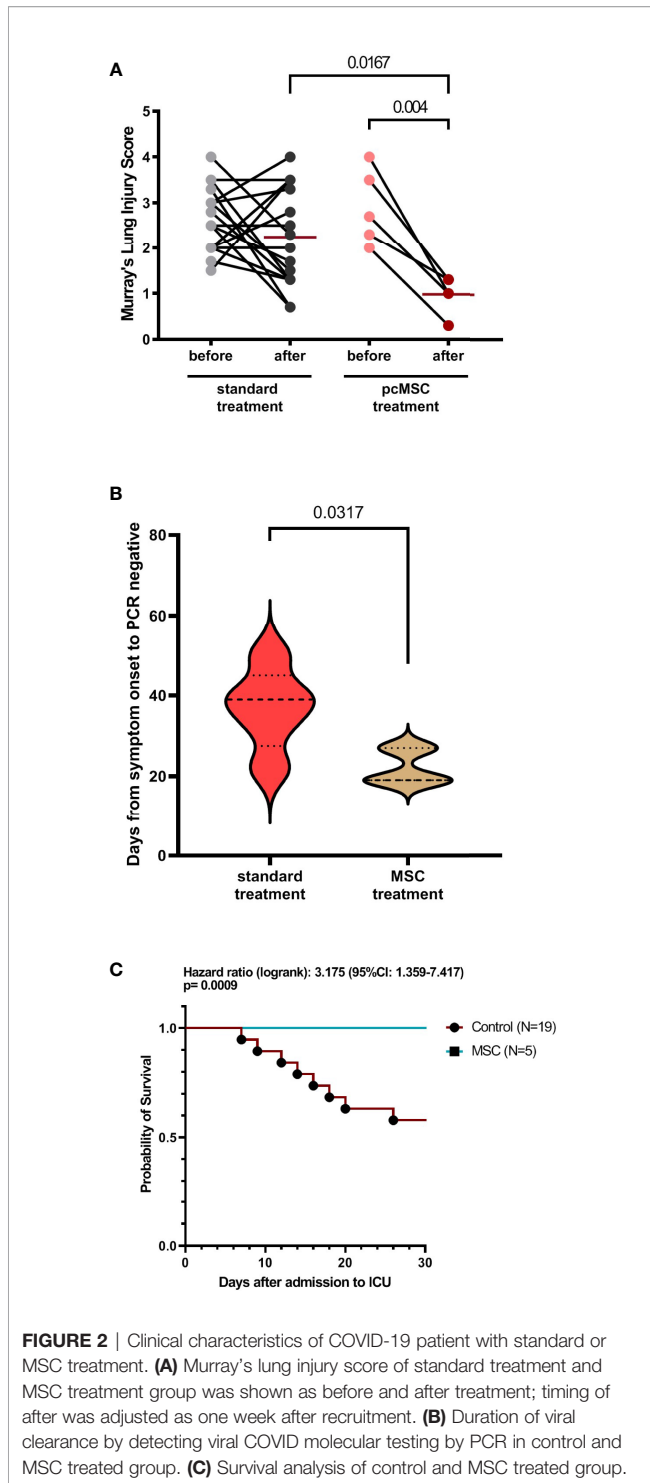 A
0.0167
0.004
Murray's Lung Injury Score
5
4
3
2
1
0
before
after
before
after
standard
treatment
pcMSC
treatment
B
0.0317
Days from symptom onset to PCR negative
80
60
40
20
0
standard
treatment
MSC
treatment
C
Hazard ratio (logrank): 3.175 (95%CI: 1.359-7.417)
p= 0.0009
Probability of Survival
1.0
0.5
0.0
Control (N=19)
MSC (N=5)
0
10
20
30
Days after admission to ICU
FIGURE 2 | Clinical characteristics of COVID-19 patient with standard or
MSC treatment. (A) Murray’s lung injury score of standard treatment and
MSC treatment group was shown as before and after treatment; timing of
after was adjusted as one week after recruitment. (B) Duration of viral
clearance by detecting viral COVID molecular testing by PCR in control and
MSC treated group. (C) Survival analysis of control and MSC treated group.